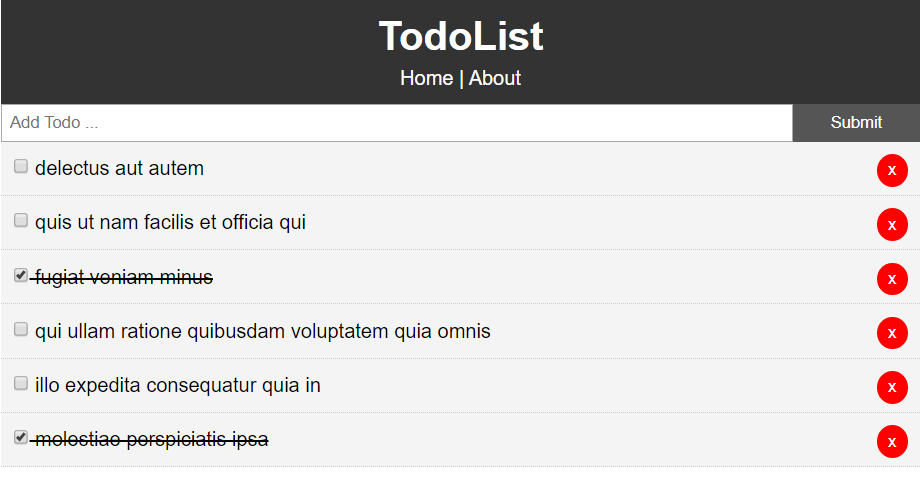 TodoList
Home | About
Add Todo ...
Submit
delectus aut autem
x
quis ut nam facilis et officia qui
x
fugiat veniam minus
x
qui ullam ratione quibusdam voluptatem quia omnis
x
illo expedita consequatur quia in
x
molestiae perspiciatis ipsa
x